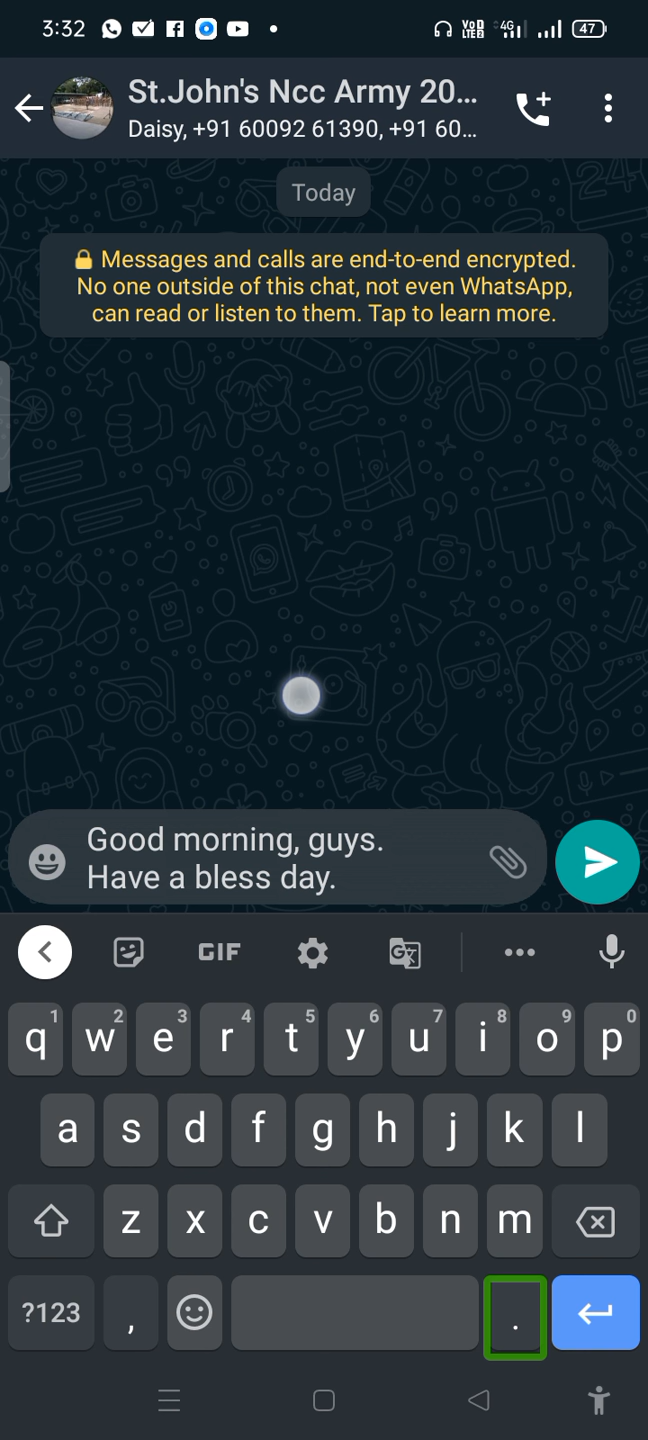 3:32
VoD
LTE2
4G
47
St.John's Ncc Army 20...
Daisy, +91 60092 61390, +91 60...
Today
Messages and calls are end-to-end encrypted.
No one outside of this chat, not even WhatsApp,
can read or listen to them. Tap to learn more.
Good morning, guys.
Have a bless day.
GIF
G
1 2 3 4 5 6 7 8 9 0
q w e r t y u i o p
a s d f g h j k l
z x c v b n m
?123 , .